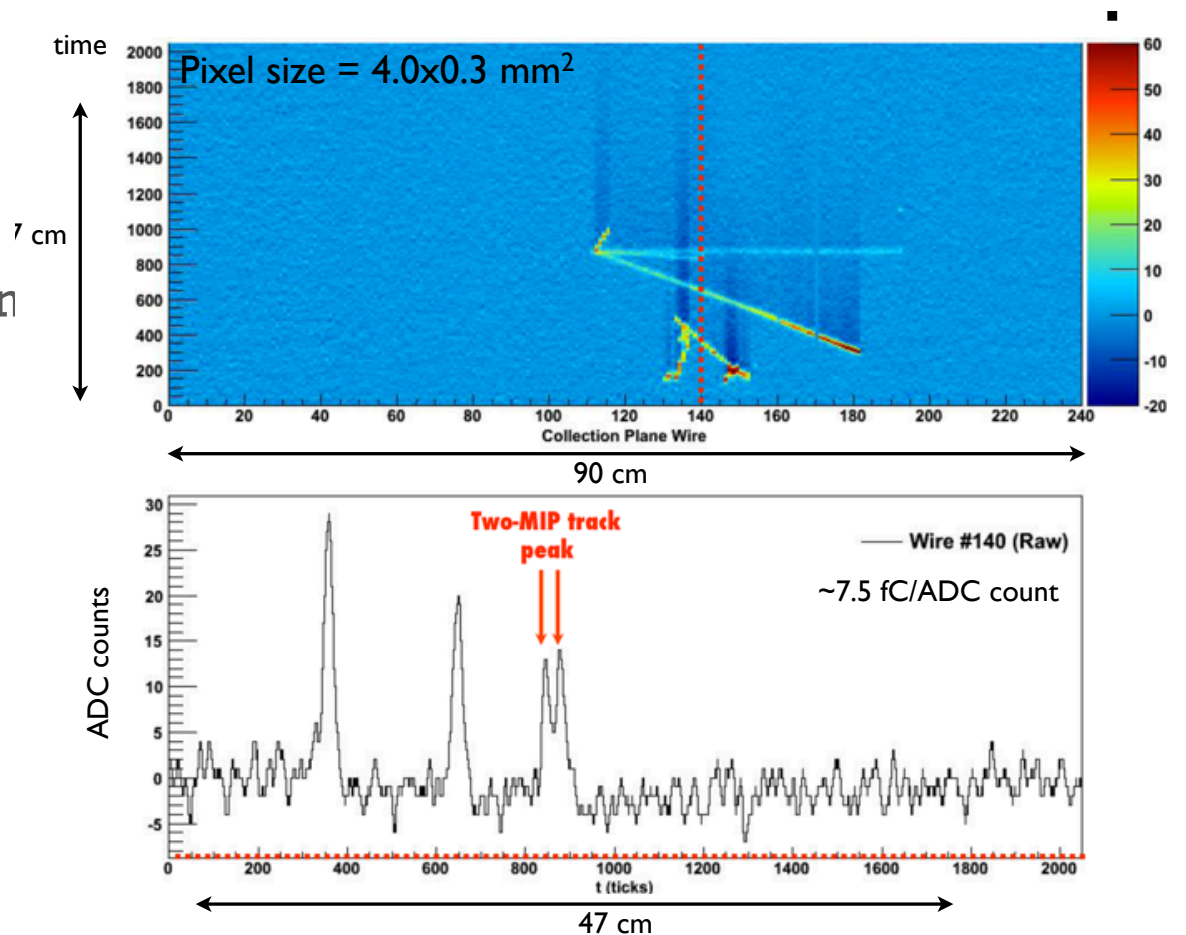 time
Pixel size = 4.0x0.3 mm²
2000
1800
1600
1400
1200
1000
800
600
400
200
0
cm
60
50
40
30
20
10
0
-10
-20
0 20 40 60 80 100 120 140 160 180 200 220 240
Collection Plane Wire
90 cm
Two-MIP track
peak
Wire #140 (Raw)
~7.5 fC/ADC count
ADC counts
30
25
20
15
10
5
0
-5
0 200 400 600 800 1000 1200 1400 1600 1800 2000
t (ticks)
47 cm